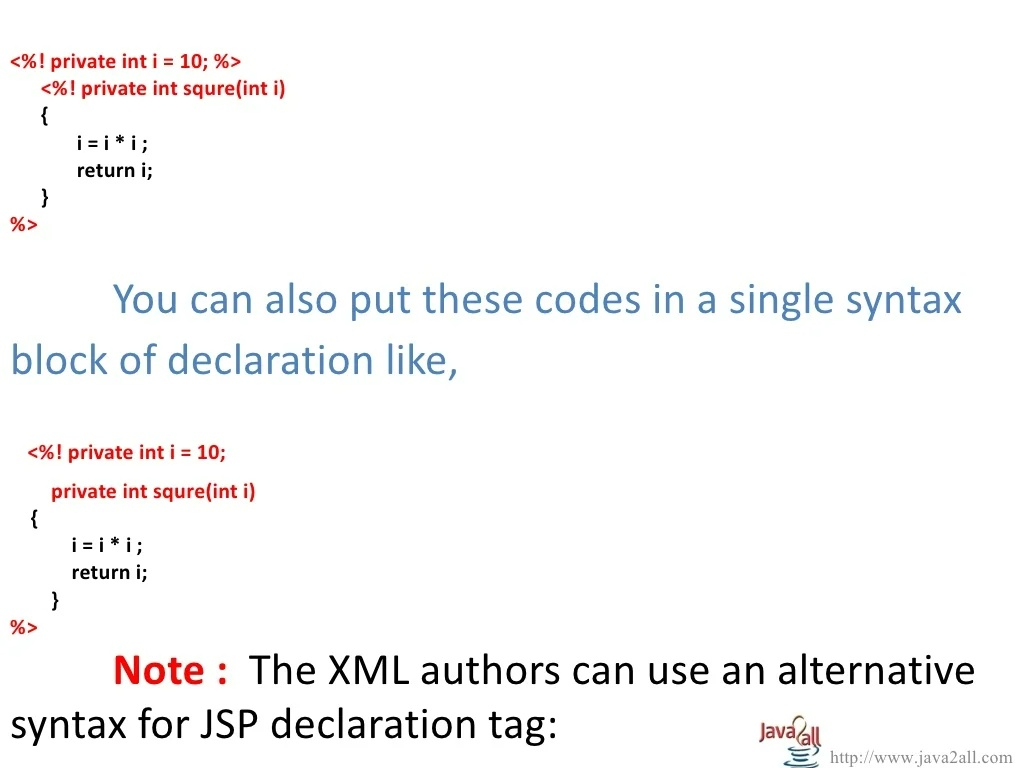 <%! private int i = 10; %>
<%! private int squre(int i)
{
i = i * i ;
return i;
}
%>
You can also put these codes in a single syntax
block of declaration like,
<%! private int i = 10;
private int squre(int i)
{
i = i * i ;
return i;
}
%>
Note : The XML authors can use an alternative
syntax for JSP declaration tag:
Java2all
http://www.java2all.com